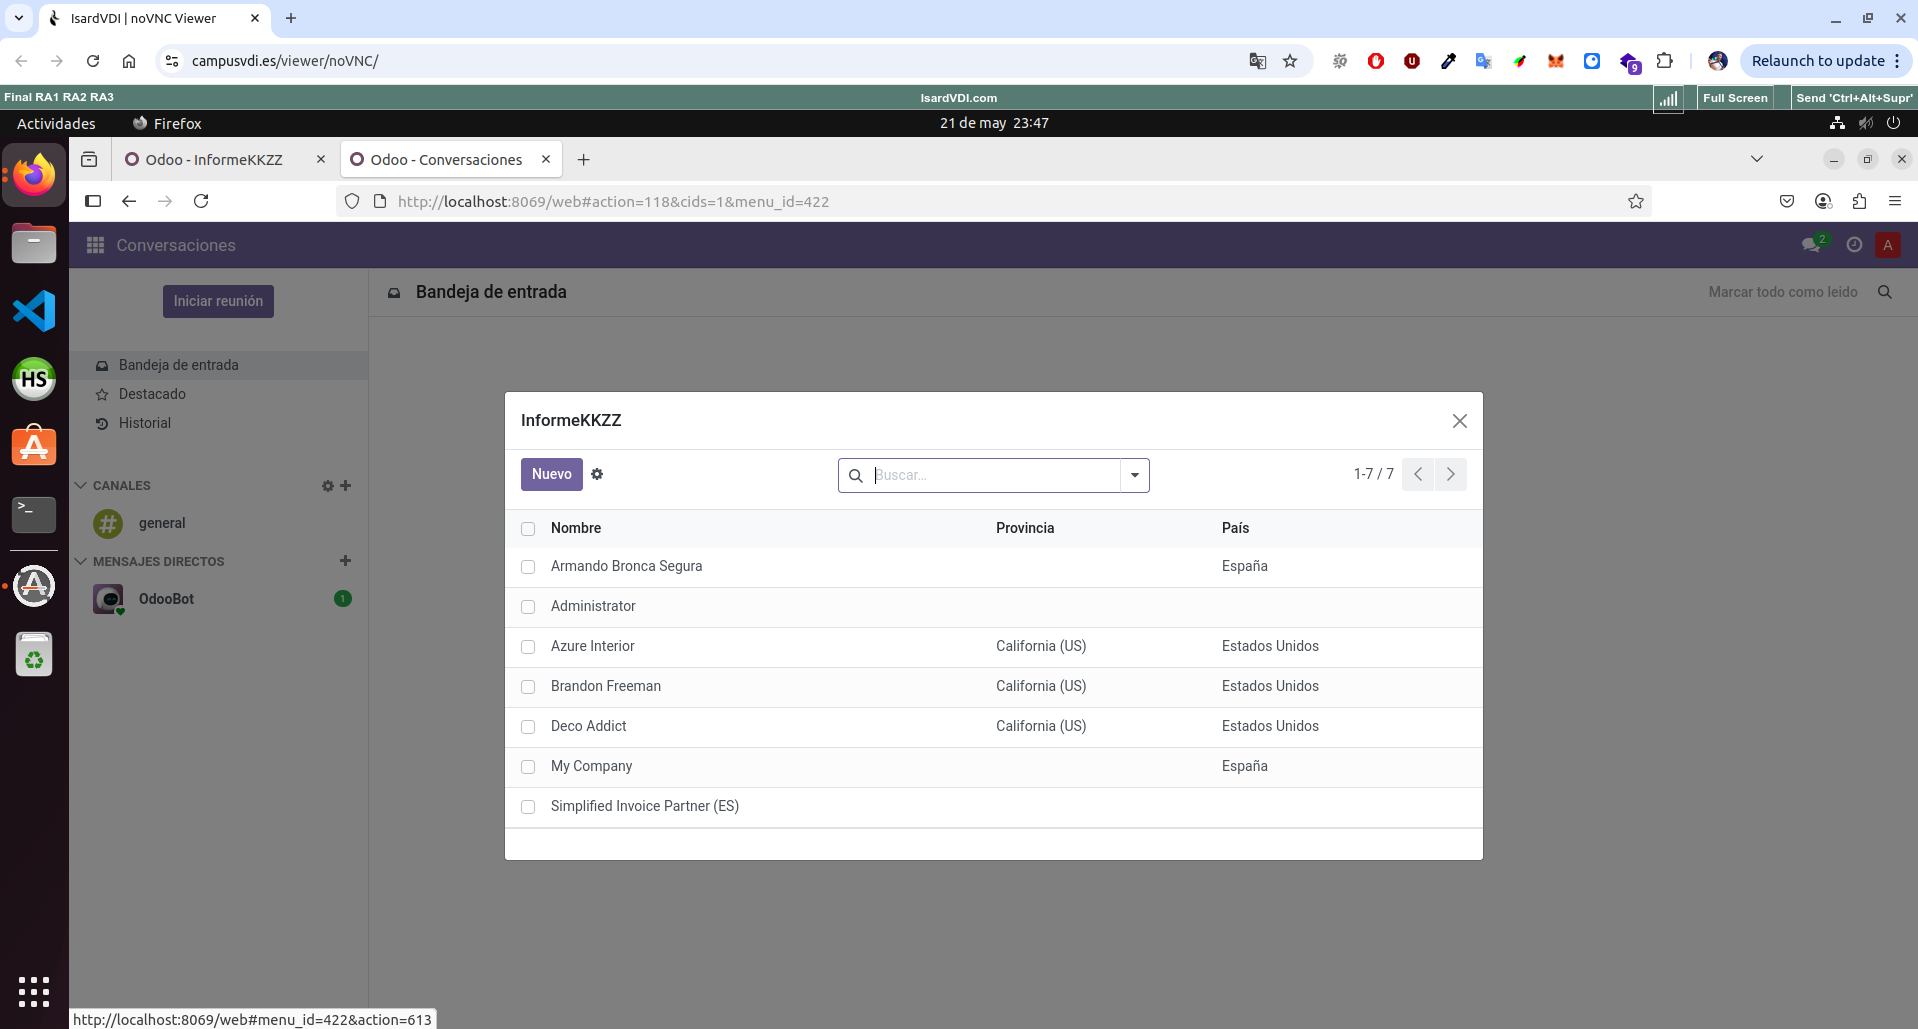 IsardVDI | noVNC Viewer
campusvdi.es/viewer/noVNC/
9
Relaunch to update
Final RA1 RA2 RA3
IsardVDI.com
Full Screen
Send 'Ctrl+Alt+Supr'
Actividades
Firefox
21 de may 23:47
Odoo - InformeKKZZ
Odoo - Conversaciones
http://localhost:8069/web#action=118&cids=1&menu_id=422
Conversaciones
2
A
Iniciar reunión
Bandeja de entrada
Marcar todo como leido
Bandeja de entrada
Destacado
Historial
CANALES
general
MENSAJES DIRECTOS
OdooBot
1
HS
>_
InformeKKZZ
Nuevo
Buscar...
1-7 / 7
Nombre Provincia País
Armando Bronca Segura España
Administrator
Azure Interior California (US) Estados Unidos
Brandon Freeman California (US) Estados Unidos
Deco Addict California (US) Estados Unidos
My Company España
Simplified Invoice Partner (ES)
http://localhost:8069/web#menu_id=422&action=613